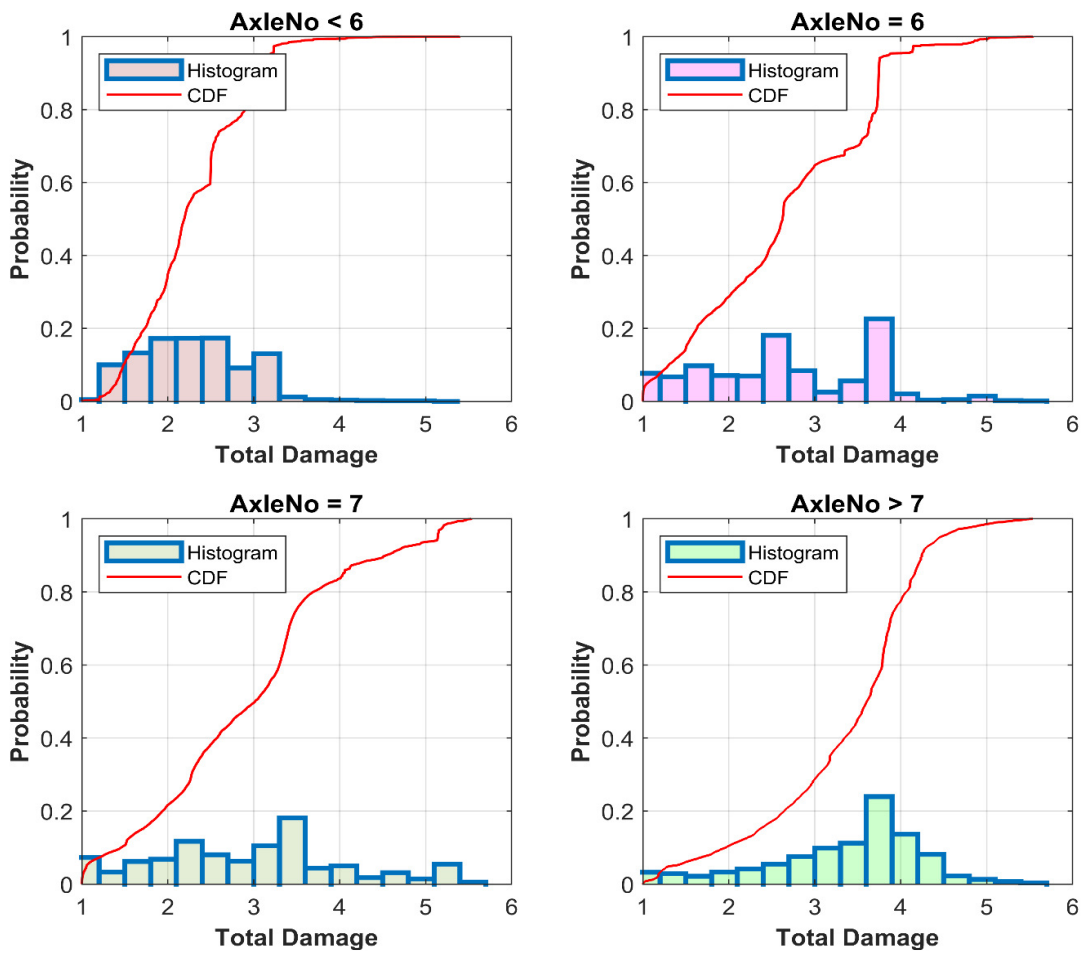 AxleNo < 6
1
0.8
0.6
0.4
0.2
0
Probability
Histogram
CDF
1 2 3 4 5 6
Total Damage
AxleNo = 6
1
0.8
0.6
0.4
0.2
0
Probability
Histogram
CDF
1 2 3 4 5 6
Total Damage
AxleNo = 7
1
0.8
0.6
0.4
0.2
0
Probability
Histogram
CDF
1 2 3 4 5 6
Total Damage
AxleNo > 7
1
0.8
0.6
0.4
0.2
0
Probability
Histogram
CDF
1 2 3 4 5 6
Total Damage